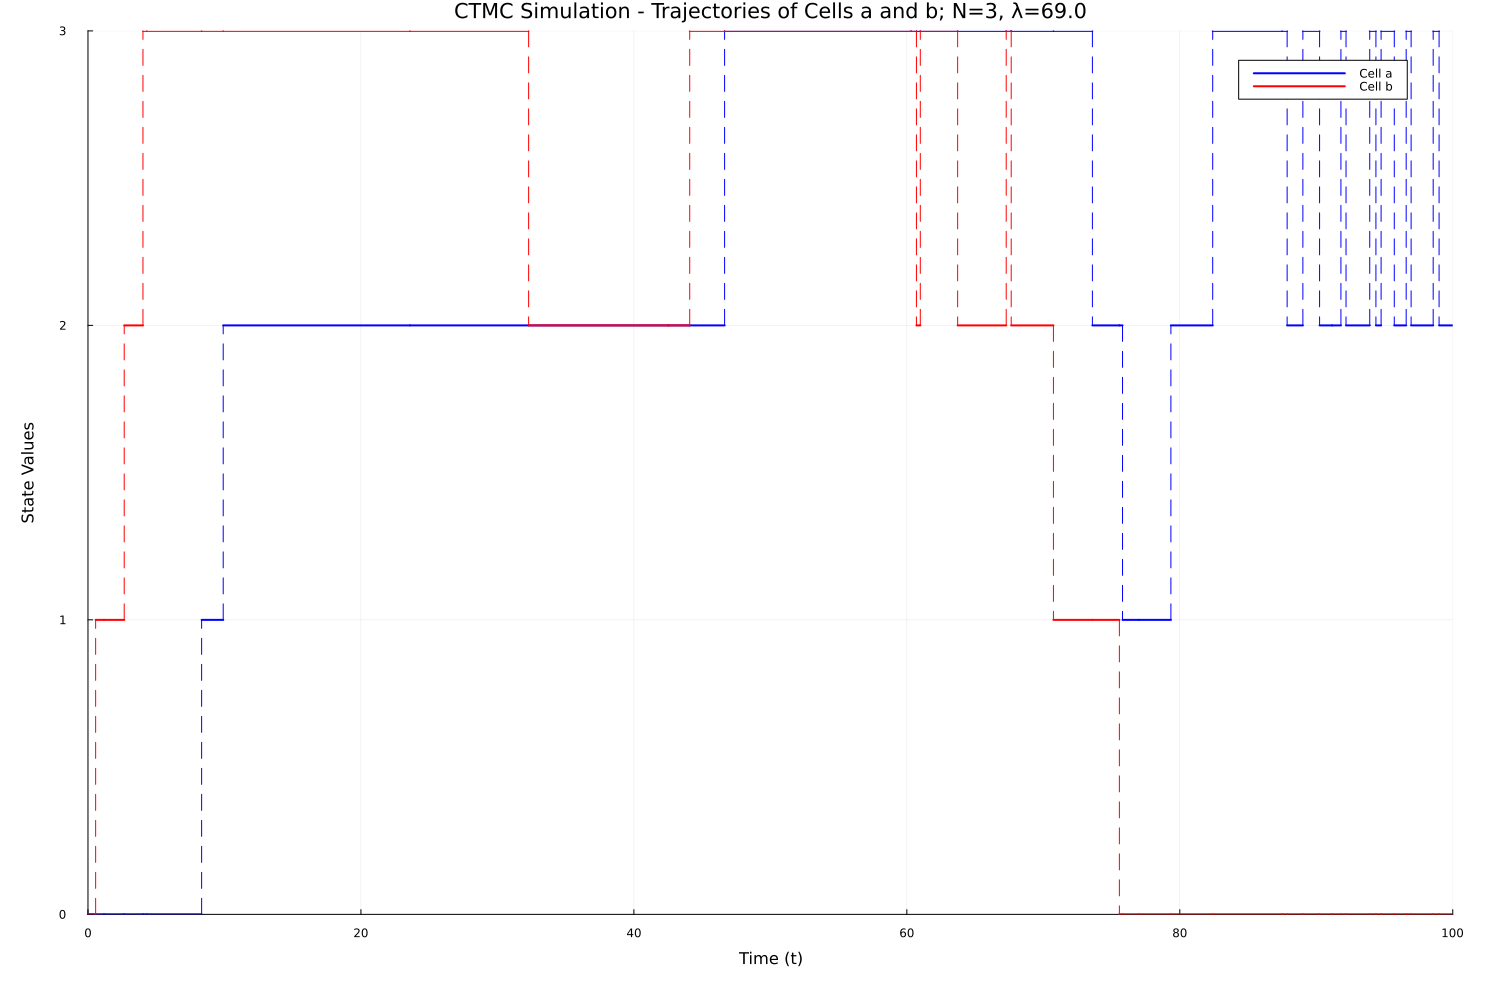 CTMC Simulation - Trajectories of Cells a and b; N=3, λ=69.0
3
Cell a
Cell b
2
State Values
1
0
0 20 40 60 80 100
Time (t)